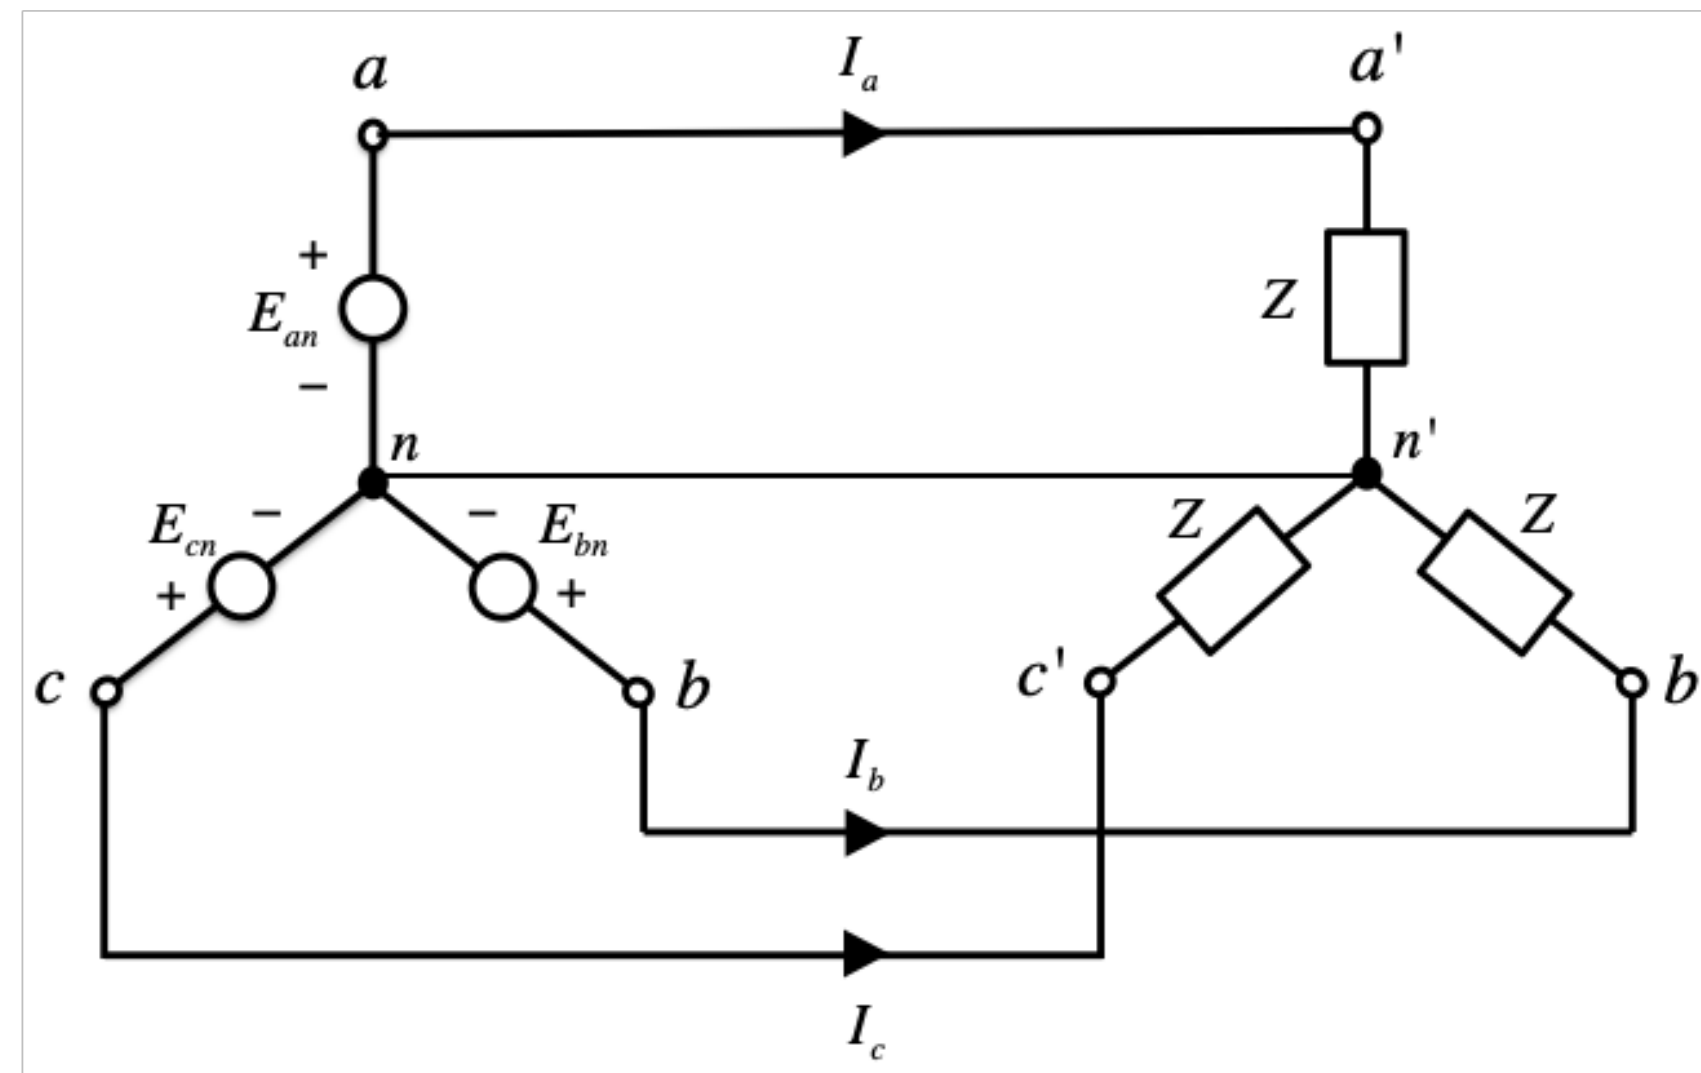 a
I_a
a'
+
E_an
−
Z
n
n'
E_cn
−
−
E_bn
Z
Z
+
+
c
b
c'
b
I_b
I_c